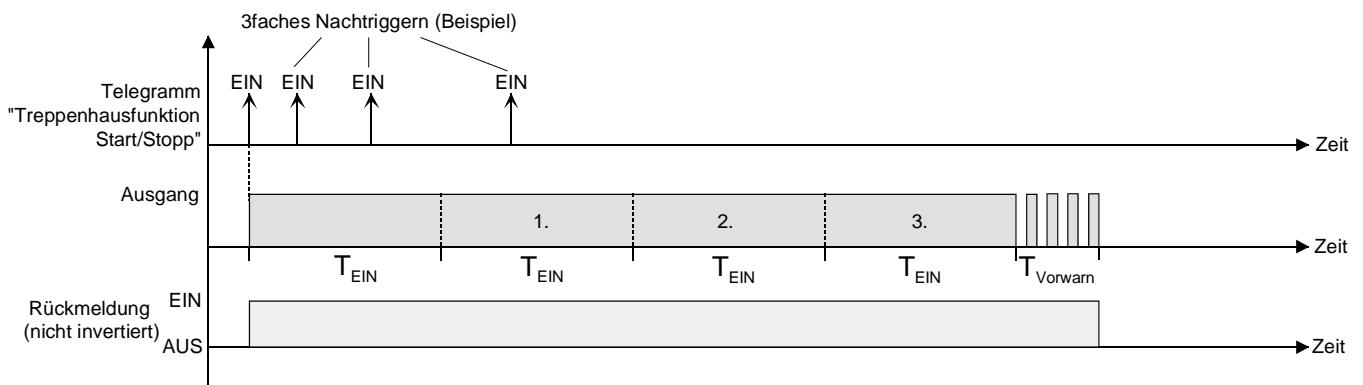 3faches Nachtriggern (Beispiel)
EIN EIN EIN EIN
Telegramm
"Treppenhausfunktion
Start/Stopp"
Zeit
Ausgang
1. 2. 3.
Zeit
TEIN TEIN TEIN TEIN TVorwarn
Rückmeldung
(nicht invertiert)
EIN
AUS
Zeit